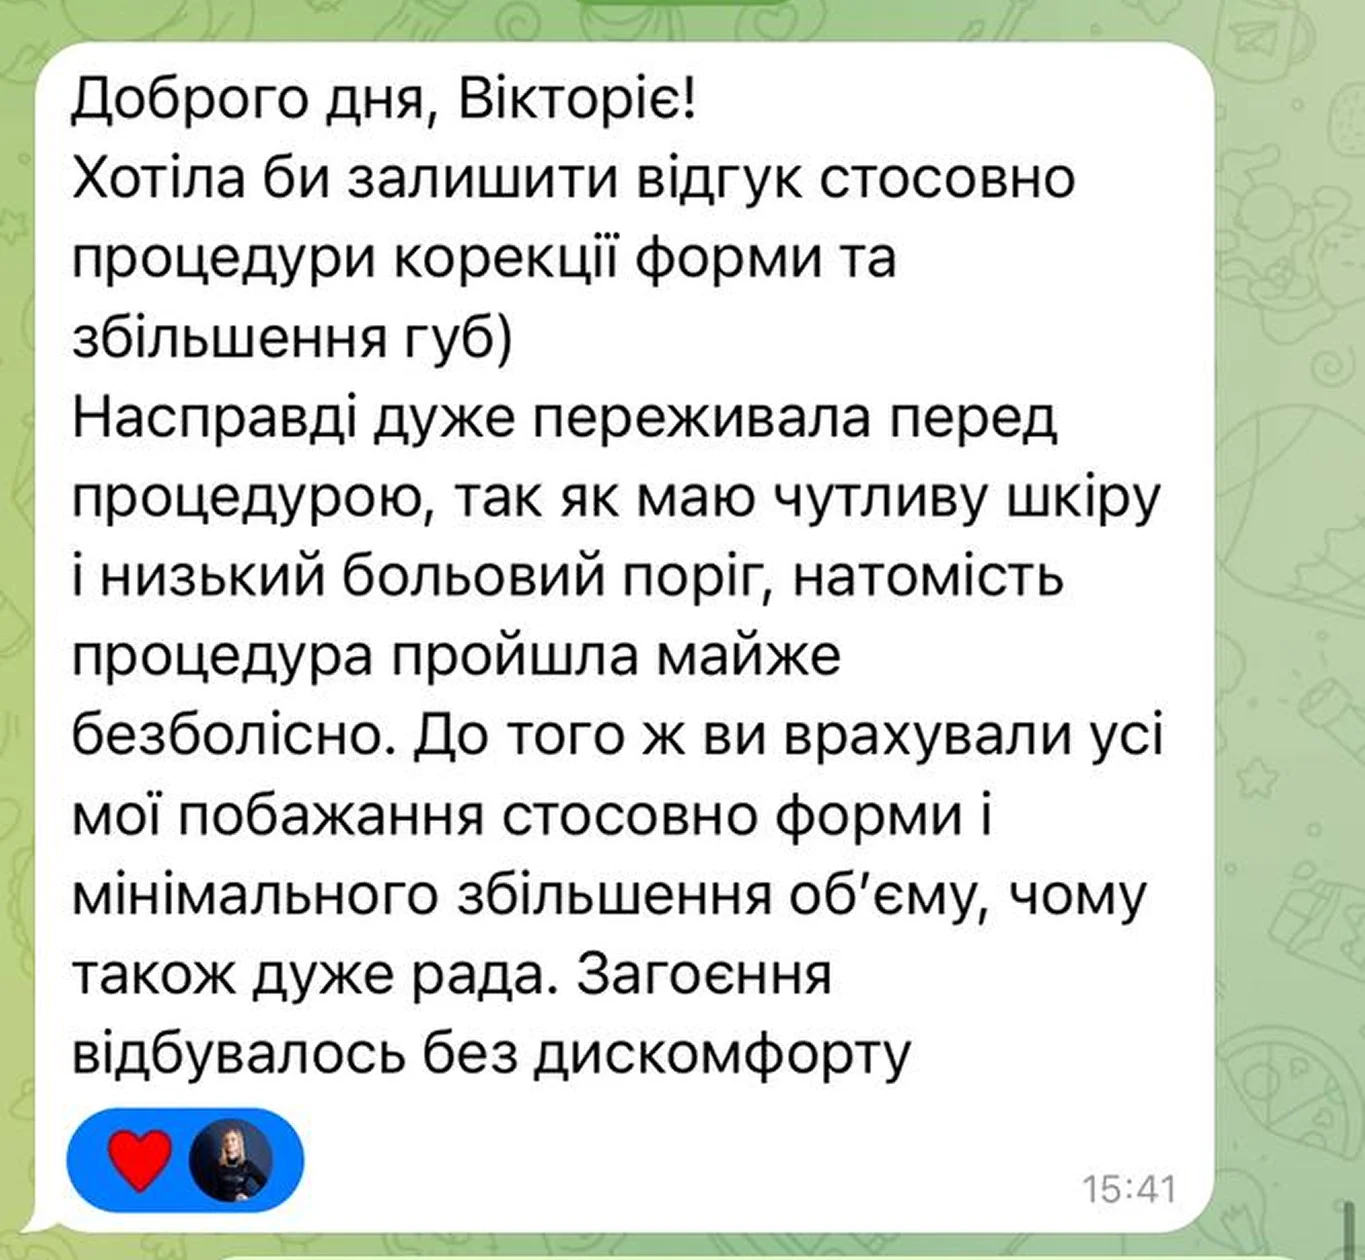 Доброго дня, Вікторіє!
Хотіла би залишити відгук стосовно
процедури корекції форми та
збільшення губ)
Насправді дуже переживала перед
процедурою, так як маю чутливу шкіру
і низький больовий поріг, натомість
процедура пройшла майже
безболісно. До того ж ви врахували усі
мої побажання стосовно форми і
мінімального збільшення об’єму, чому
також дуже рада. Загоєння
відбувалось без дискомфорту
15:41